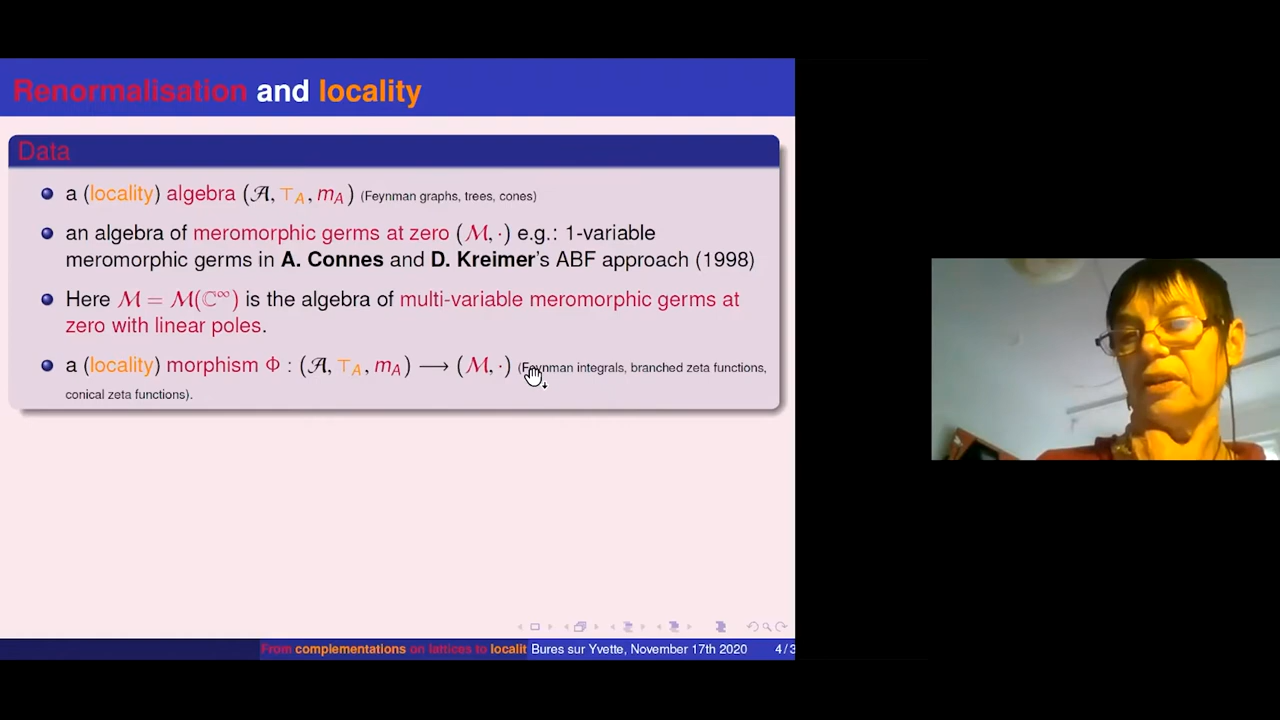 Renormalisation and locality
Data
a (locality) algebra (𝒜, ⊤_A, m_A) (Feynman graphs, trees, cones)
an algebra of meromorphic germs at zero (ℳ, ·) e.g.: 1-variable
meromorphic germs in A. Connes and D. Kreimer's ABF approach (1998)
Here ℳ = ℳ(ℂ^∞) is the algebra of multi-variable meromorphic germs at
zero with linear poles.
a (locality) morphism Φ : (𝒜, ⊤_A, m_A) ⟶ (ℳ, ·) (Feynman integrals, branched zeta functions,
conical zeta functions).
From complementations on lattices to localit Bures sur Yvette, November 17th 2020 4/3